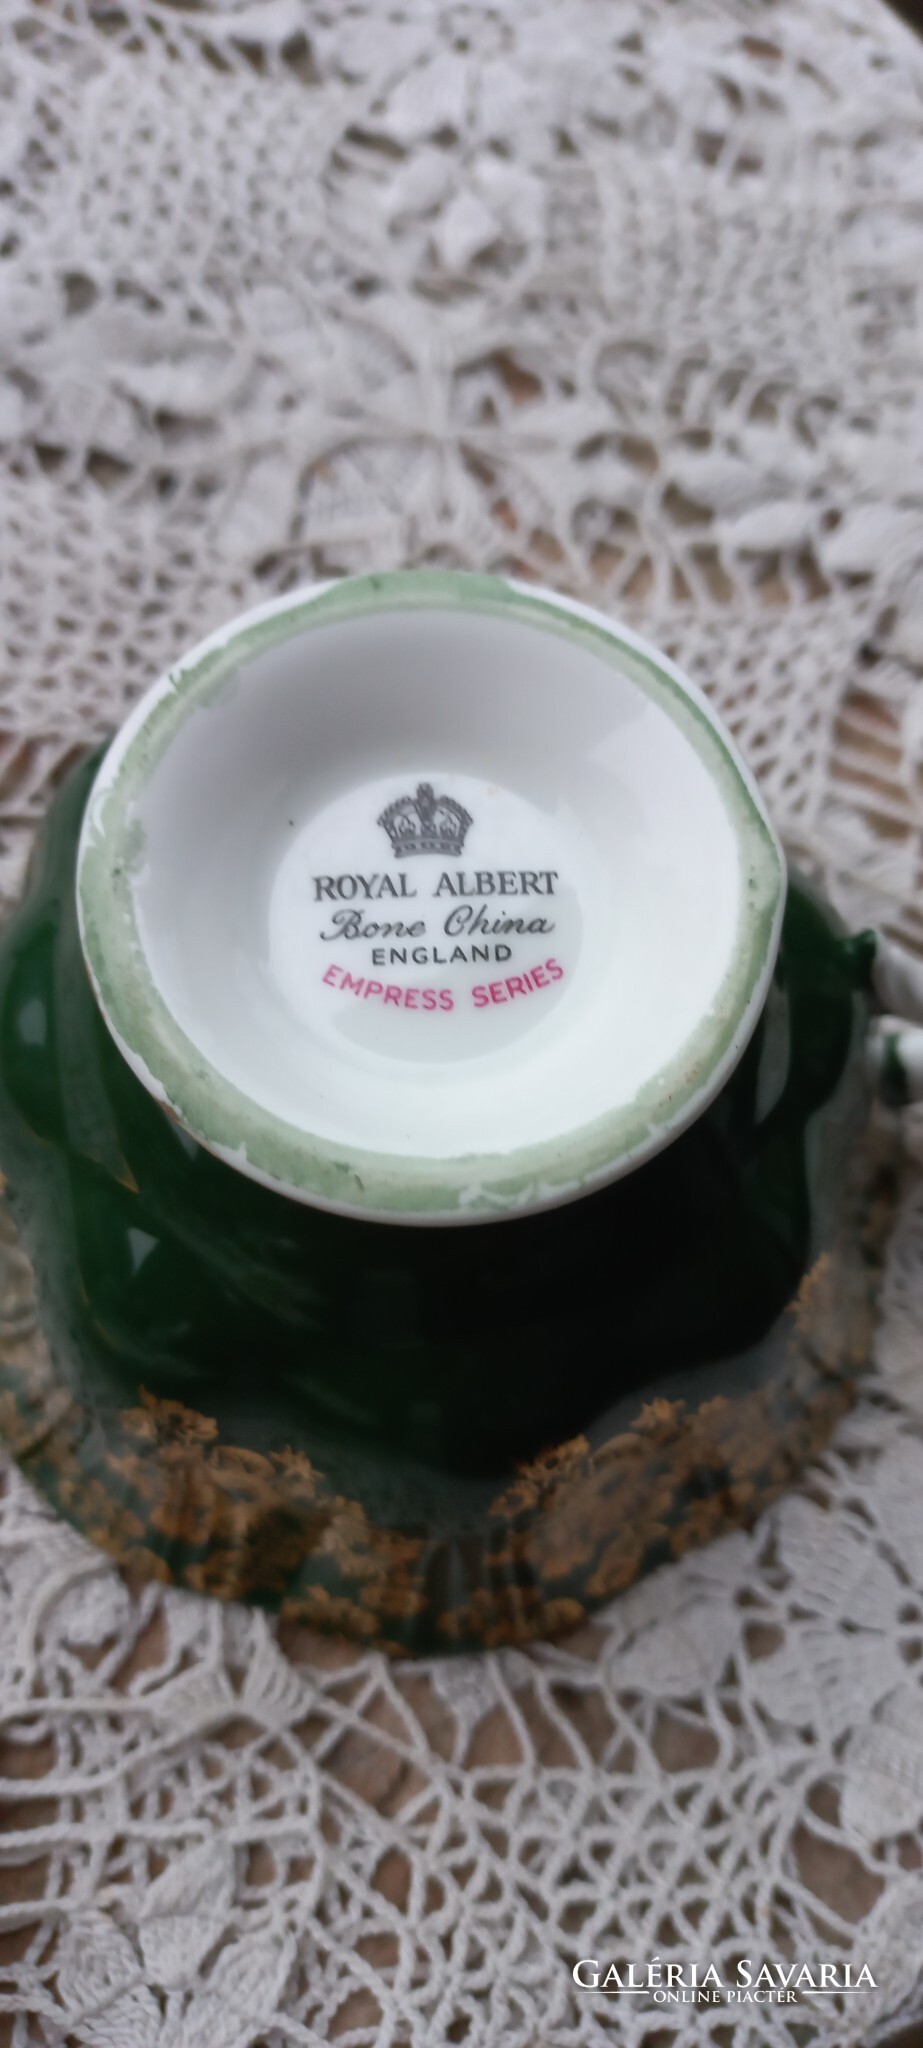 ROYAL ALBERT
Bone China
ENGLAND
EMPRESS SERIES
GALÉRIA SAVARIA
ONLINE PIACTÉR